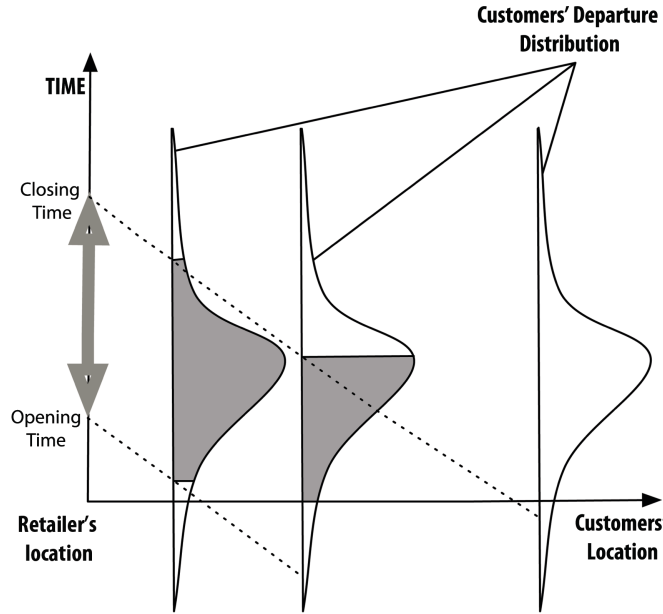 Customers' Departure
Distribution
TIME
Closing
Time
Opening
Time
Retailer's
location
Customers
Location